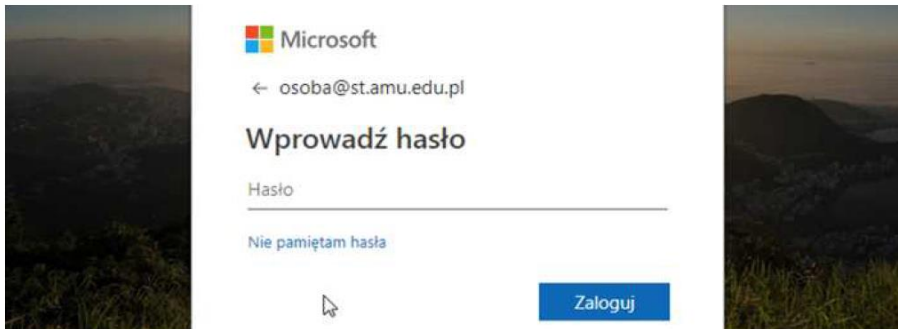 Microsoft
← osoba@st.amu.edu.pl
Wprowadź hasło
Hasło
Nie pamiętam hasła
Zaloguj